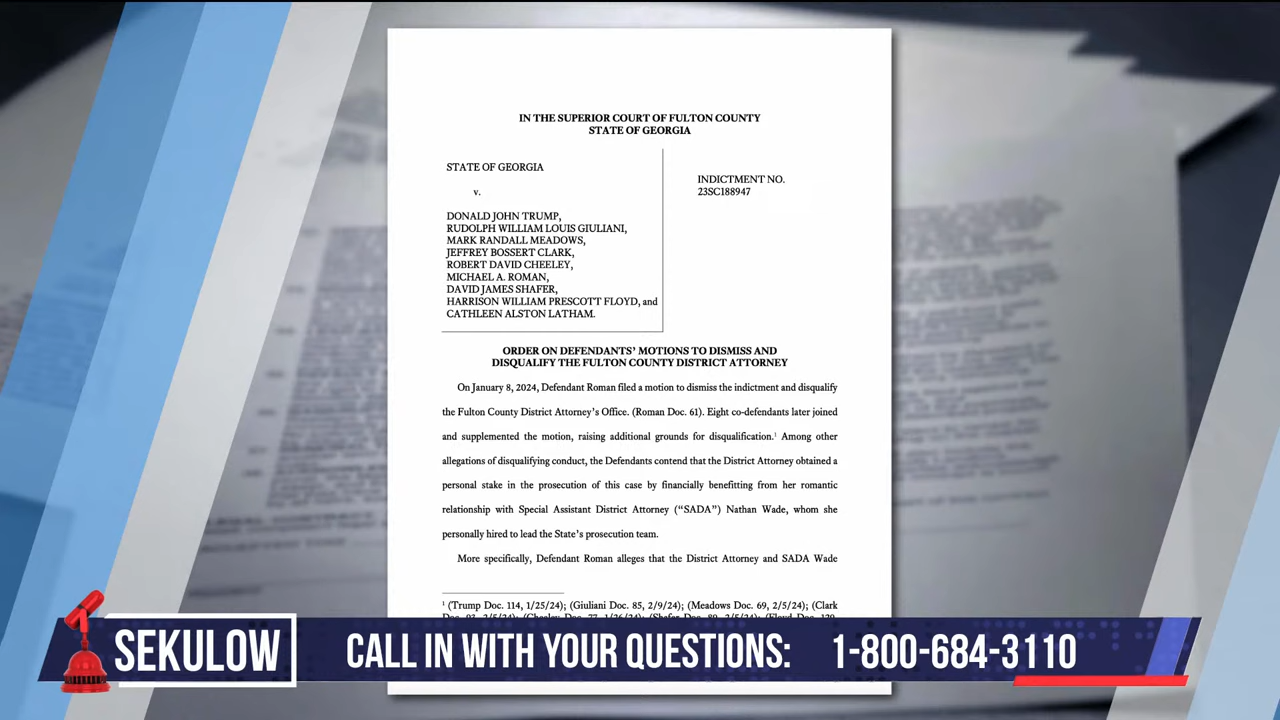 IN THE SUPERIOR COURT OF FULTON COUNTY
STATE OF GEORGIA
STATE OF GEORGIA
v.
DONALD JOHN TRUMP,
RUDOLPH WILLIAM LOUIS GIULIANI,
MARK RANDALL MEADOWS,
JEFFREY BOSSERT CLARK,
ROBERT DAVID CHEELEY,
MICHAEL A. ROMAN,
DAVID JAMES SHAFER,
HARRISON WILLIAM PRESCOTT FLOYD, and
CATHLEEN ALSTON LATHAM.
INDICTMENT NO.
23SC188947
ORDER ON DEFENDANTS' MOTIONS TO DISMISS AND
DISQUALIFY THE FULTON COUNTY DISTRICT ATTORNEY
On January 8, 2024, Defendant Roman filed a motion to dismiss the indictment and disqualify
the Fulton County District Attorney's Office. (Roman Doc. 61). Eight co-defendants later joined
and supplemented the motion, raising additional grounds for disqualification.¹ Among other
allegations of disqualifying conduct, the Defendants contend that the District Attorney obtained a
personal stake in the prosecution of this case by financially benefitting from her romantic
relationship with Special Assistant District Attorney ("SADA") Nathan Wade, whom she
personally hired to lead the State's prosecution team.
More specifically, Defendant Roman alleges that the District Attorney and SADA Wade
¹ (Trump Doc. 114, 1/25/24); (Giuliani Doc. 85, 2/9/24); (Meadows Doc. 69, 2/5/24); (Clark
SEKULOW
CALL IN WITH YOUR QUESTIONS: 1-800-684-3110